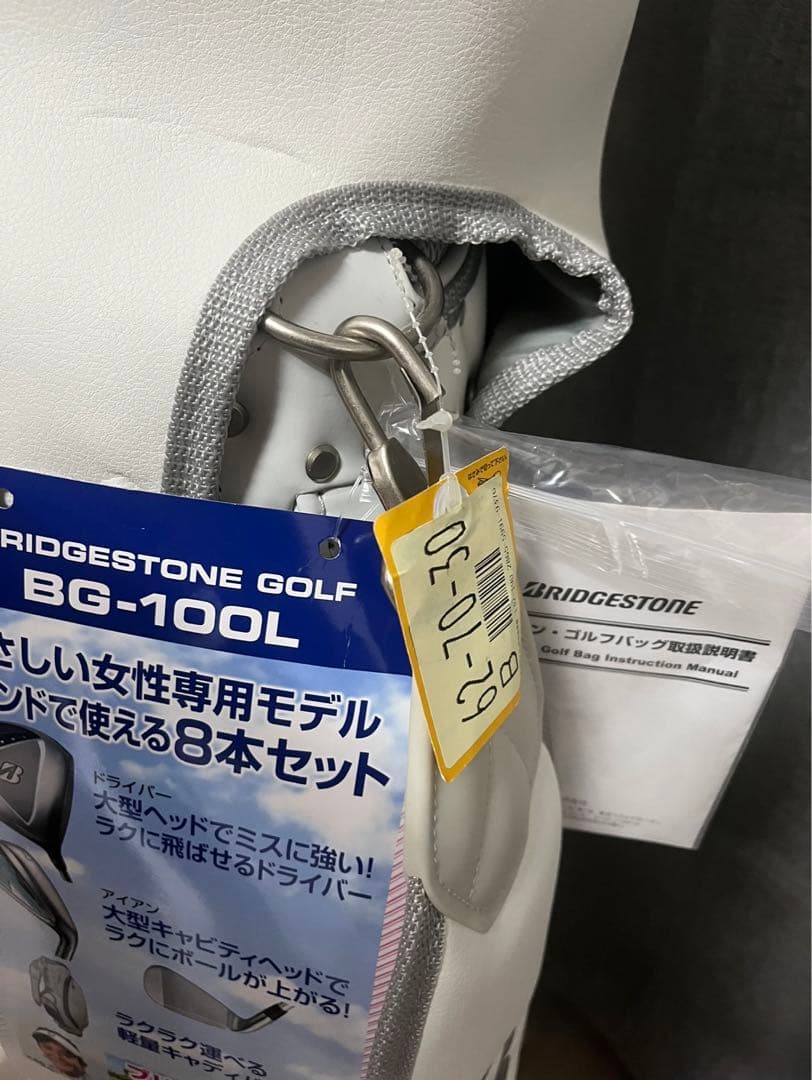 RIDGESTONE GOLF
BG-100L
さしい女性専用モデル
ンドで使える8本セット
ドライバー
大型ヘッドでミスに強い!
ラクに飛ばせるドライバー
アイアン
大型キャビティヘッドで
ラクにボールが上がる!
ラクラク運べる
軽量キャディ
29-70-30
B
BRIDGESTONE
ン・ゴルフバッグ取扱説明書
Golf Bag Instruction Manual